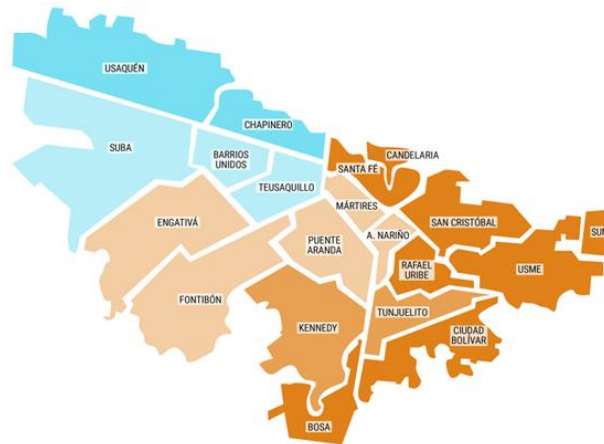 USAQUÉN
CHAPINERO
SUBA
BARRIOS
UNIDOS
TEUSAQUILLO
SANTA FÉ
CANDELARIA
ENGATIVÁ
MÁRTIRES
SAN CRISTÓBAL
PUENTE
ARANDA
A. NARIÑO
FONTIBÓN
RAFAEL
URIBE
USME
SUM
KENNEDY
TUNJUELITO
CIUDAD
BOLÍVAR
BOSA